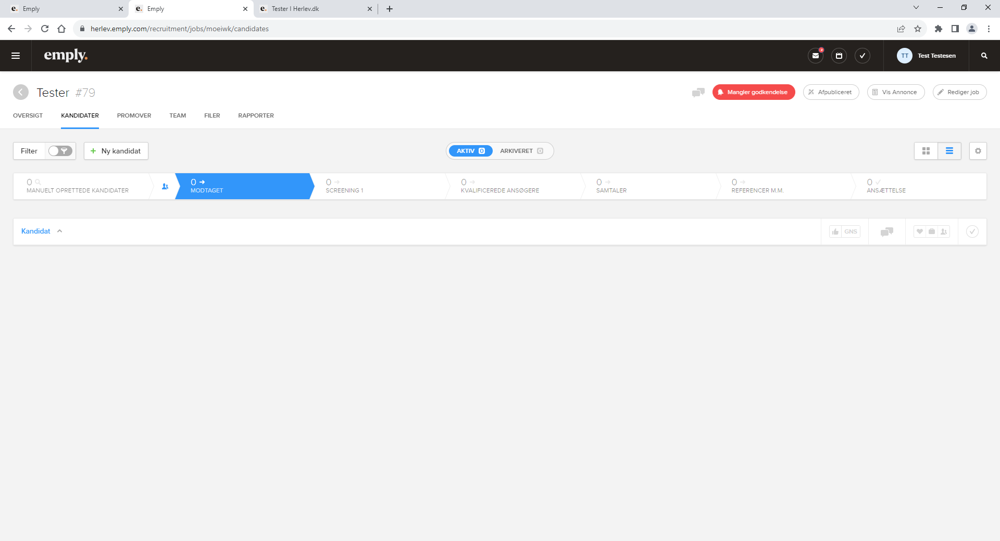 e. Emply
e. Emply
e. Tester I Herlev.dk
herlev.emply.com/recruitment/jobs/moeiwk/candidates
emply.
2
TT Test Testesen
Tester #79
Mangler godkendelse
Afpubliceret
Vis Annonce
Rediger job
OVERSIGT
KANDIDATER
PROMOVER
TEAM
FILER
RAPPORTER
Filter
+ Ny kandidat
AKTIV 0
ARKIVERET 0
0
MANUELT OPRETTEDE KANDIDATER
0
MODTAGET
0
SCREENING 1
0
KVALIFICEREDE ANSØGERE
0
SAMTALER
0
REFERENCER M.M.
0
ANSÆTTELSE
Kandidat
GNS